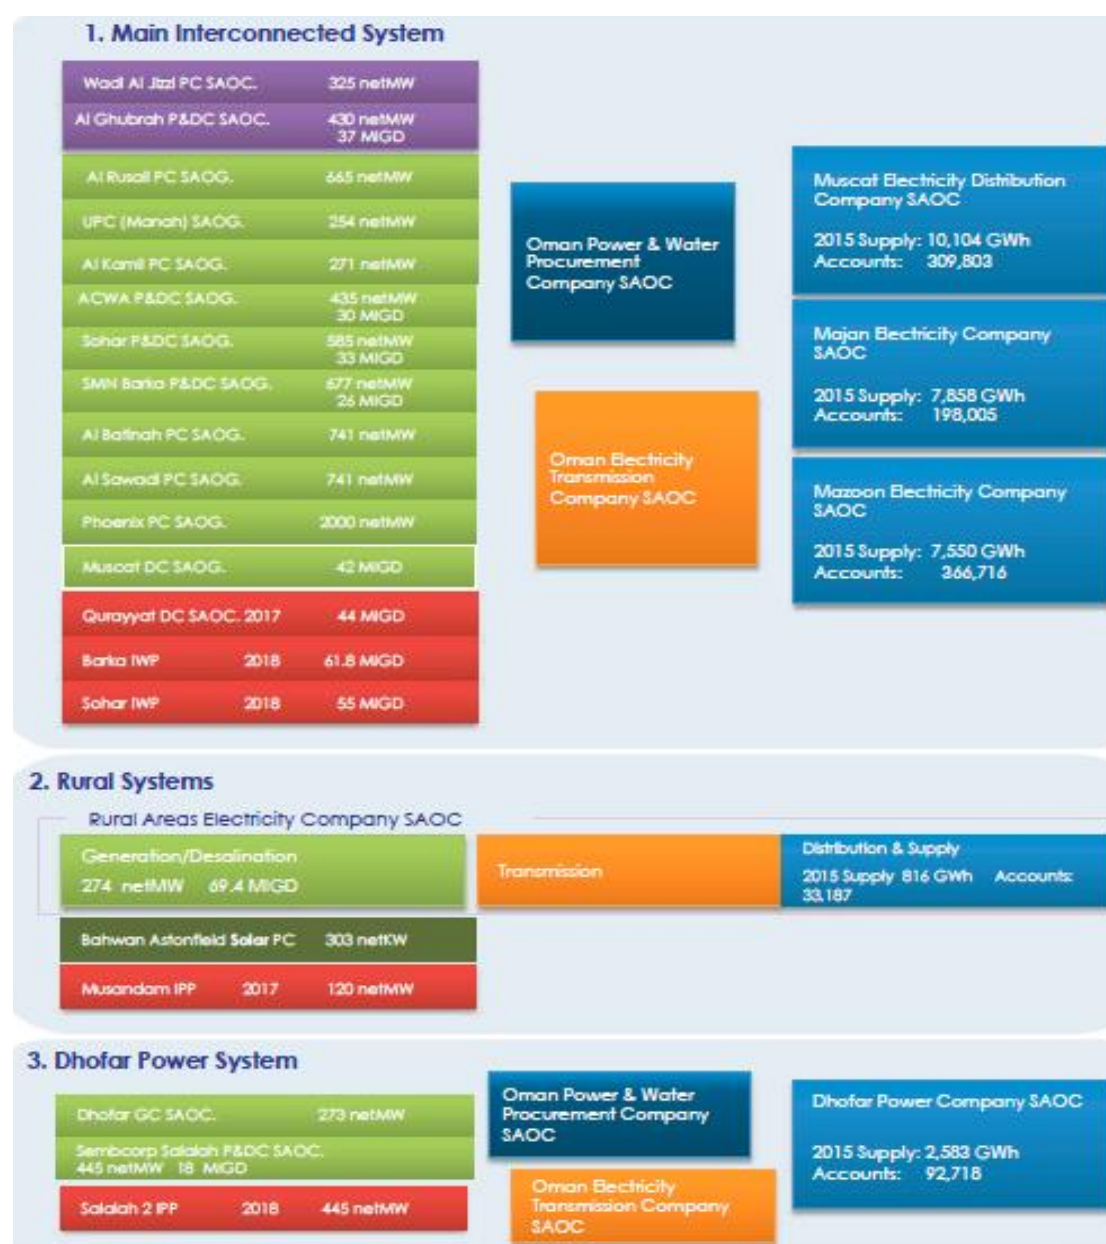 1. Main Interconnected System
Wadi Al Jizzi PC SAOC. 325 netMW
Al Ghubrah P&DC SAOC. 430 netMW
37 MIGD
Al Rusail PC SAOG. 665 netMW
UPC (Manah) SAOG. 254 netMW
Al Kamil PC SAOG. 271 netMW
ACWA P&DC SAOG. 435 netMW
30 MIGD
Sohar P&DC SAOG. 585 netMW
33 MIGD
SMN Barka P&DC SAOG. 677 netMW
26 MIGD
Al Batinah PC SAOG. 741 netMW
Al Sawadi PC SAOG. 741 netMW
Phoenix PC SAOG. 2000 netMW
Muscat DC SAOG. 42 MIGD
Qurayyat DC SAOC. 2017 44 MIGD
Barka IWP 2018 61.8 MIGD
Sohar IWP 2018 55 MIGD
Oman Power & Water
Procurement
Company SAOC
Oman Electricity
Transmission
Company SAOC
Muscat Electricity Distribution
Company SAOC
2015 Supply: 10,104 GWh
Accounts: 309,803
Majan Electricity Company
SAOC
2015 Supply: 7,858 GWh
Accounts: 198,005
Mazoon Electricity Company
SAOC
2015 Supply: 7,550 GWh
Accounts: 366,716
2. Rural Systems
Rural Areas Electricity Company SAOC
Generation/Desalination
274 netMW 69.4 MIGD
Transmission
Distribution & Supply
2015 Supply 816 GWh Accounts:
33,187
Bahwan Astonfield Solar PC 303 netKW
Musandam IPP 2017 120 netMW
3. Dhofar Power System
Dhofar GC SAOC. 273 netMW
Sembcorp Salalah P&DC SAOC.
445 netMW 18 MIGD
Salalah 2 IPP 2018 445 netMW
Oman Power & Water
Procurement Company
SAOC
Oman Electricity
Transmission Company
SAOC
Dhofar Power Company SAOC
2015 Supply: 2,583 GWh
Accounts: 92,718